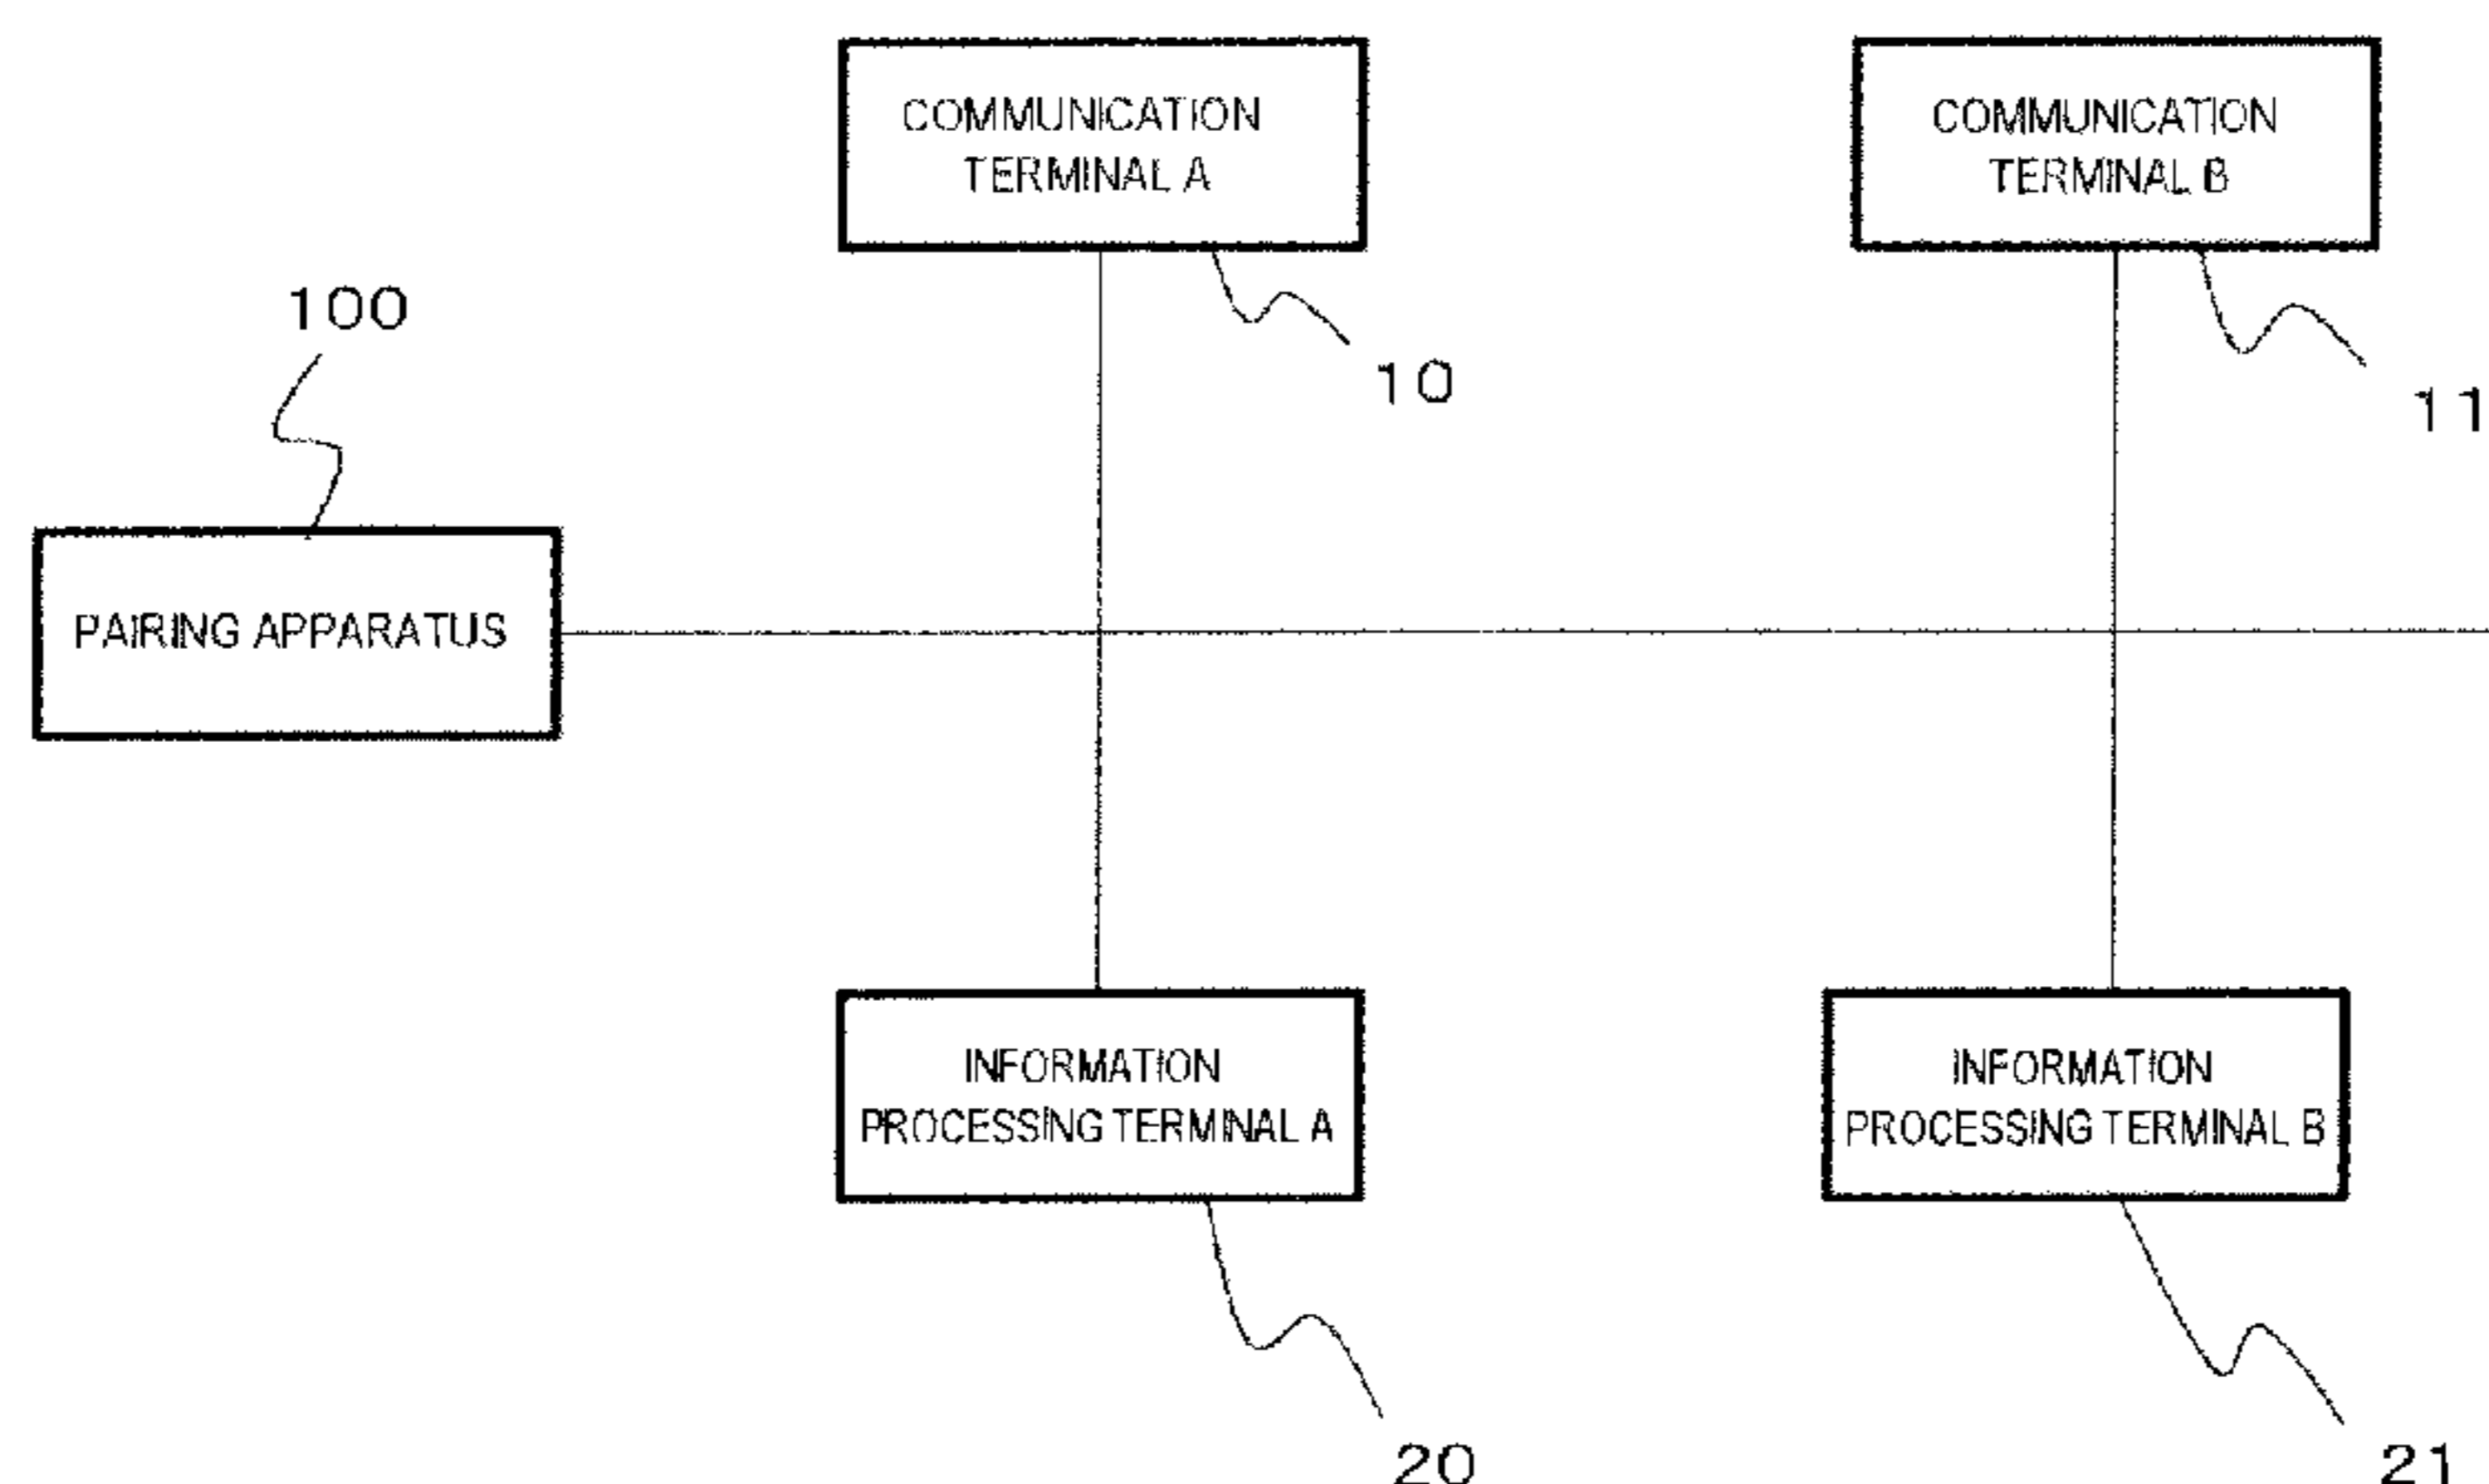 COMMUNICATION
TERMINAL A
COMMUNICATION
TERMINAL B
100
10
11
PAIRING APPARATUS
INFORMATION
PROCESSING TERMINAL A
INFORMATION
PROCESSING TERMINAL B
20
21